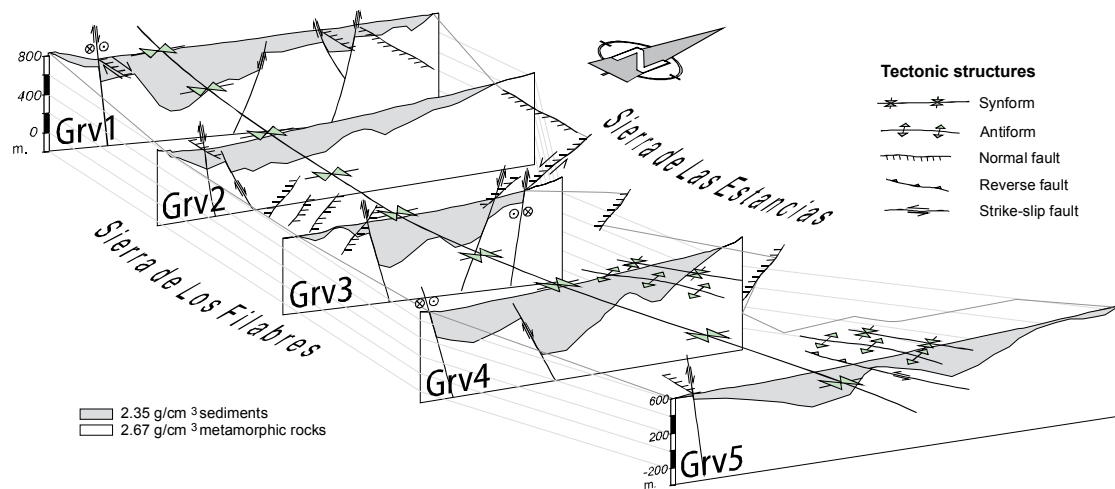 800
400
0
m.
Grv1
Grv2
Grv3
Grv4
Grv5
Sierra de Los Filabres
Sierra de Las Estancias
600
200
-200
m.
Tectonic structures
Synform
Antiform
Normal fault
Reverse fault
Strike-slip fault
2.35 g/cm 3 sediments
2.67 g/cm 3 metamorphic rocks